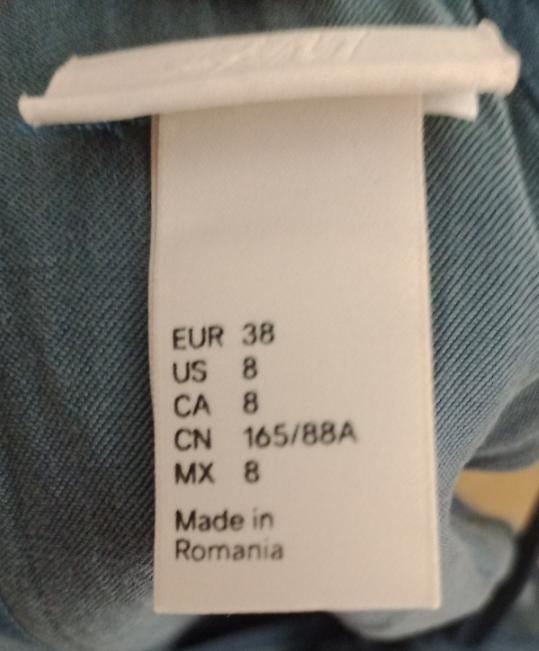 EUR 38
US 8
CA 8
CN 165/88A
MX 8
Made in
Romania